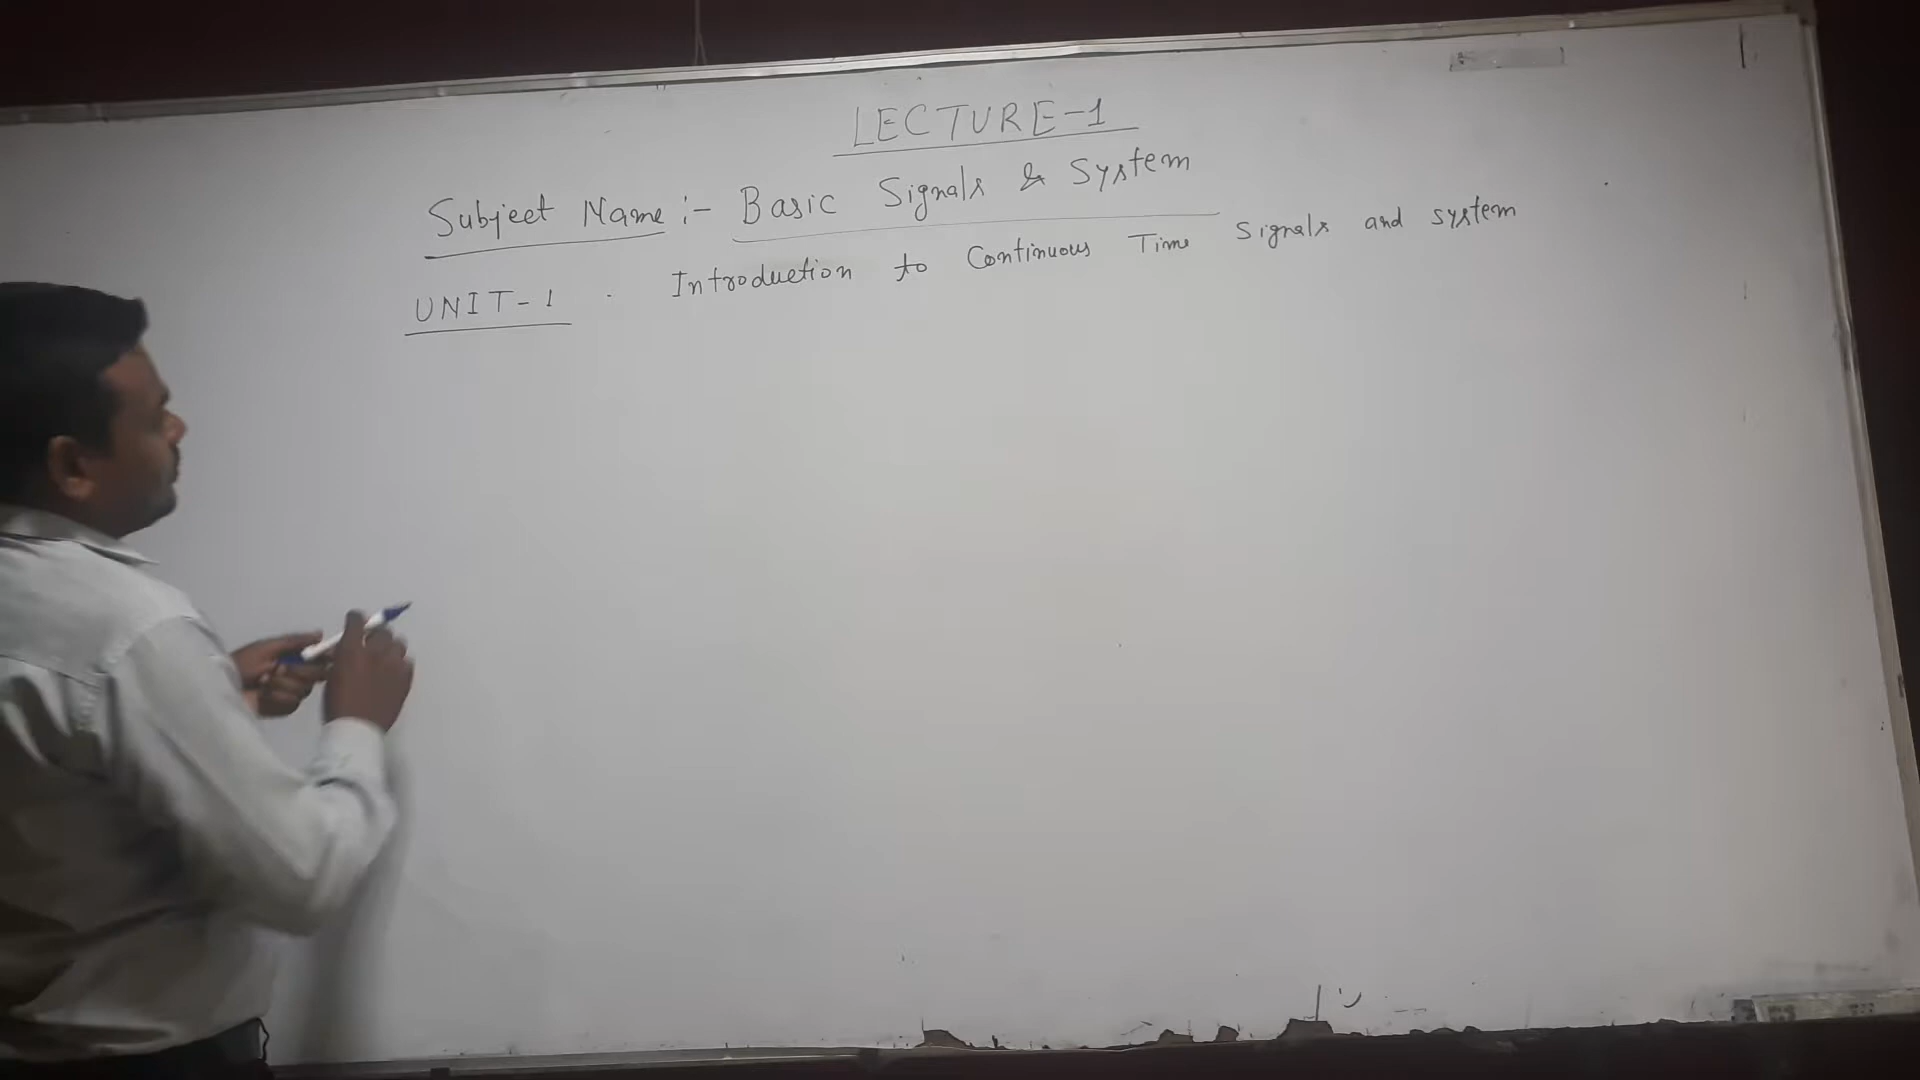 LECTURE-1
Subject Name :- Basic Signals & System
UNIT-1 . Introduction to Continuous Time Signals and system